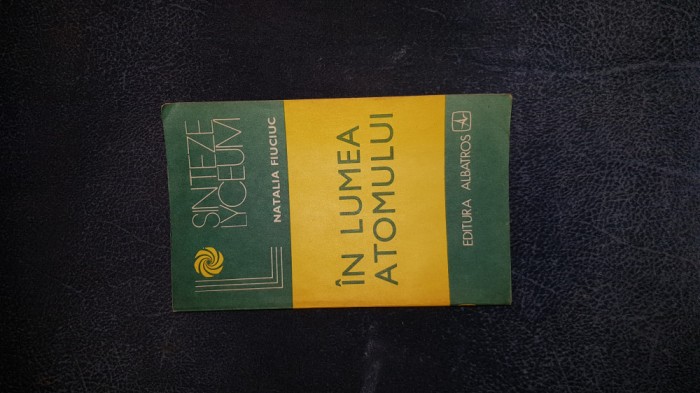 SINTEZE
LYCEUM
NATALIA FIUCIUC
ÎN LUMEA
ATOMULUI
EDITURA ALBATROS